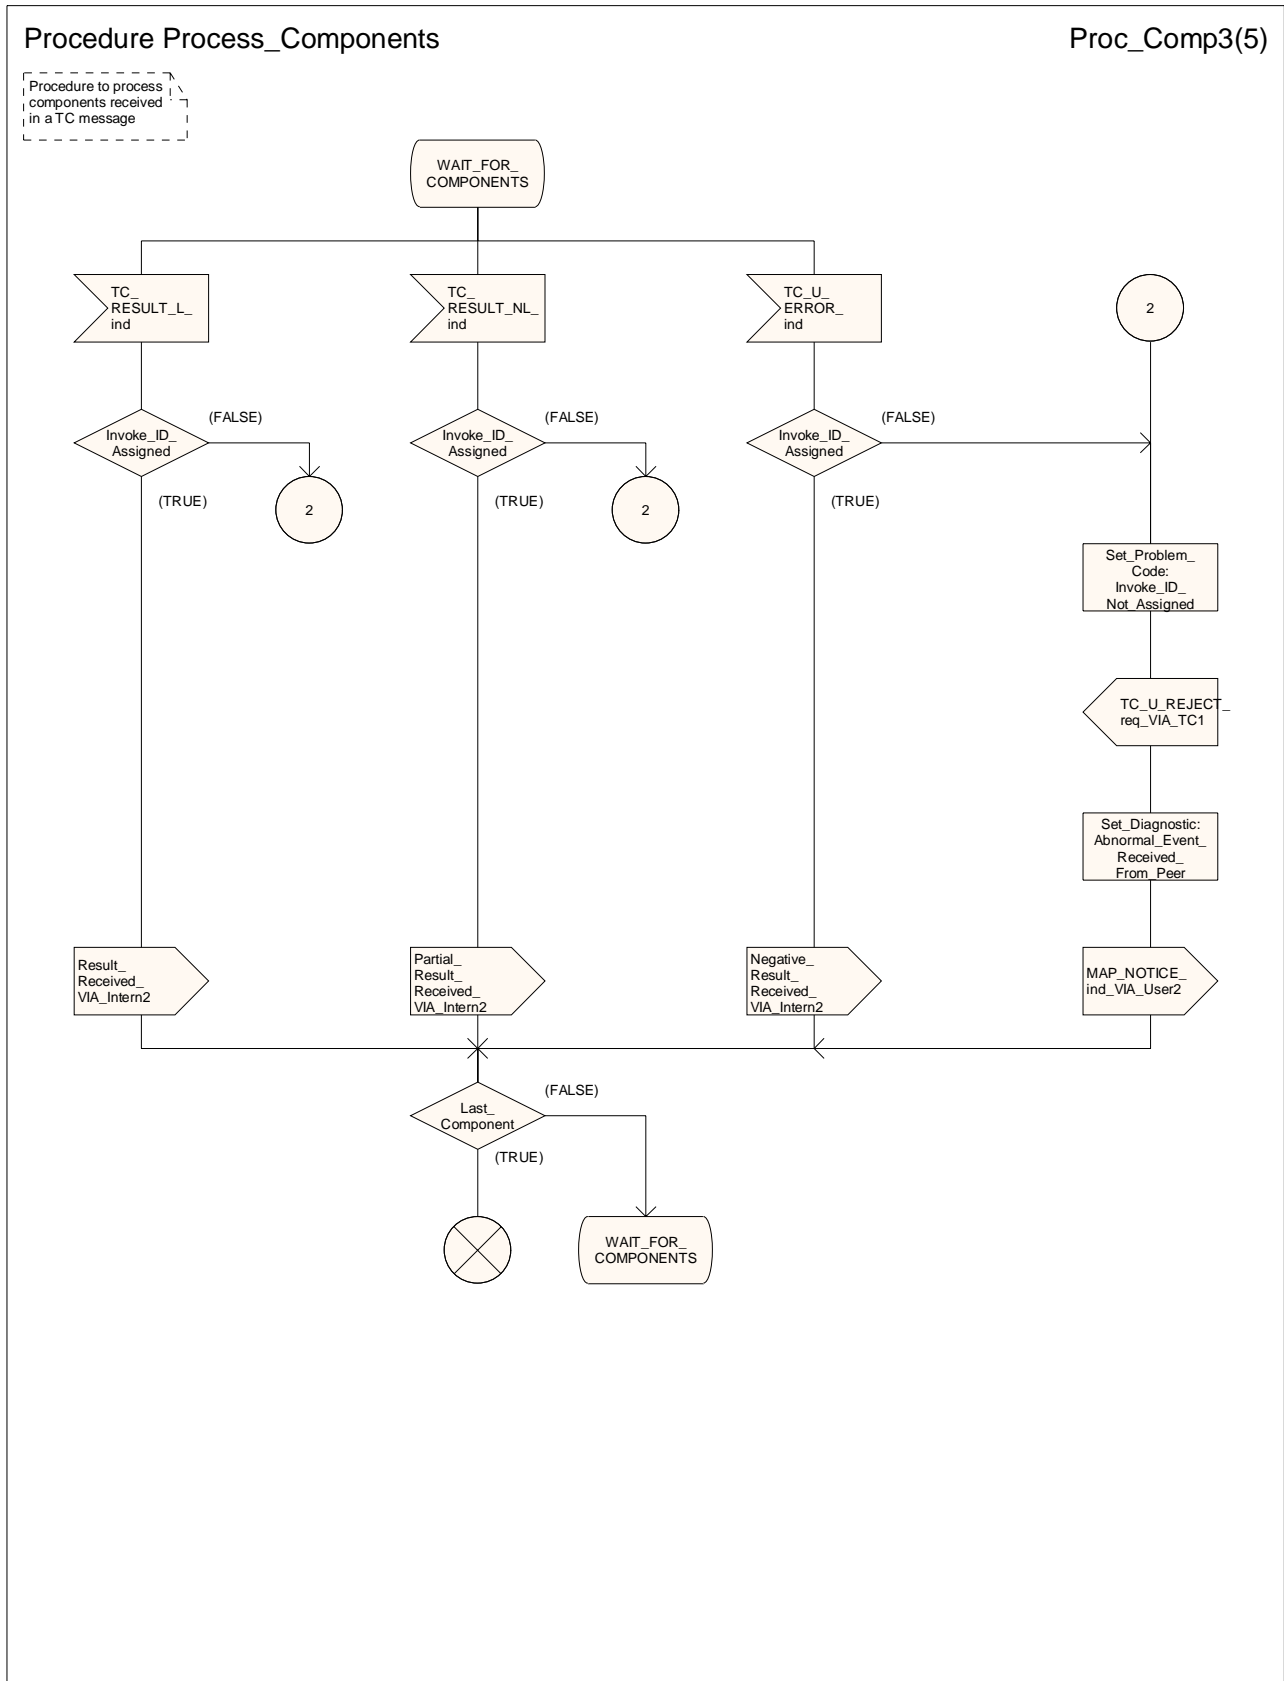 Procedure Process_Components
Proc_Comp3(5)
Procedure to process
components received
in a TC message
WAIT_FOR_
COMPONENTS
TC_
RESULT_L_
ind
TC_
RESULT_NL_
ind
TC_U_
ERROR_
ind
2
Invoke_ID_
Assigned
(FALSE)
(TRUE)
2
Invoke_ID_
Assigned
(FALSE)
(TRUE)
2
Invoke_ID_
Assigned
(FALSE)
(TRUE)
Set_Problem_
Code:
Invoke_ID_
Not_Assigned
TC_U_REJECT_
req_VIA_TC1
Set_Diagnostic:
Abnormal_Event_
Received_
From_Peer
Result_
Received_
VIA_Intern2
Partial_
Result_
Received_
VIA_Intern2
Negative_
Result_
Received_
VIA_Intern2
MAP_NOTICE_
ind_VIA_User2
Last_
Component
(FALSE)
(TRUE)
WAIT_FOR_
COMPONENTS